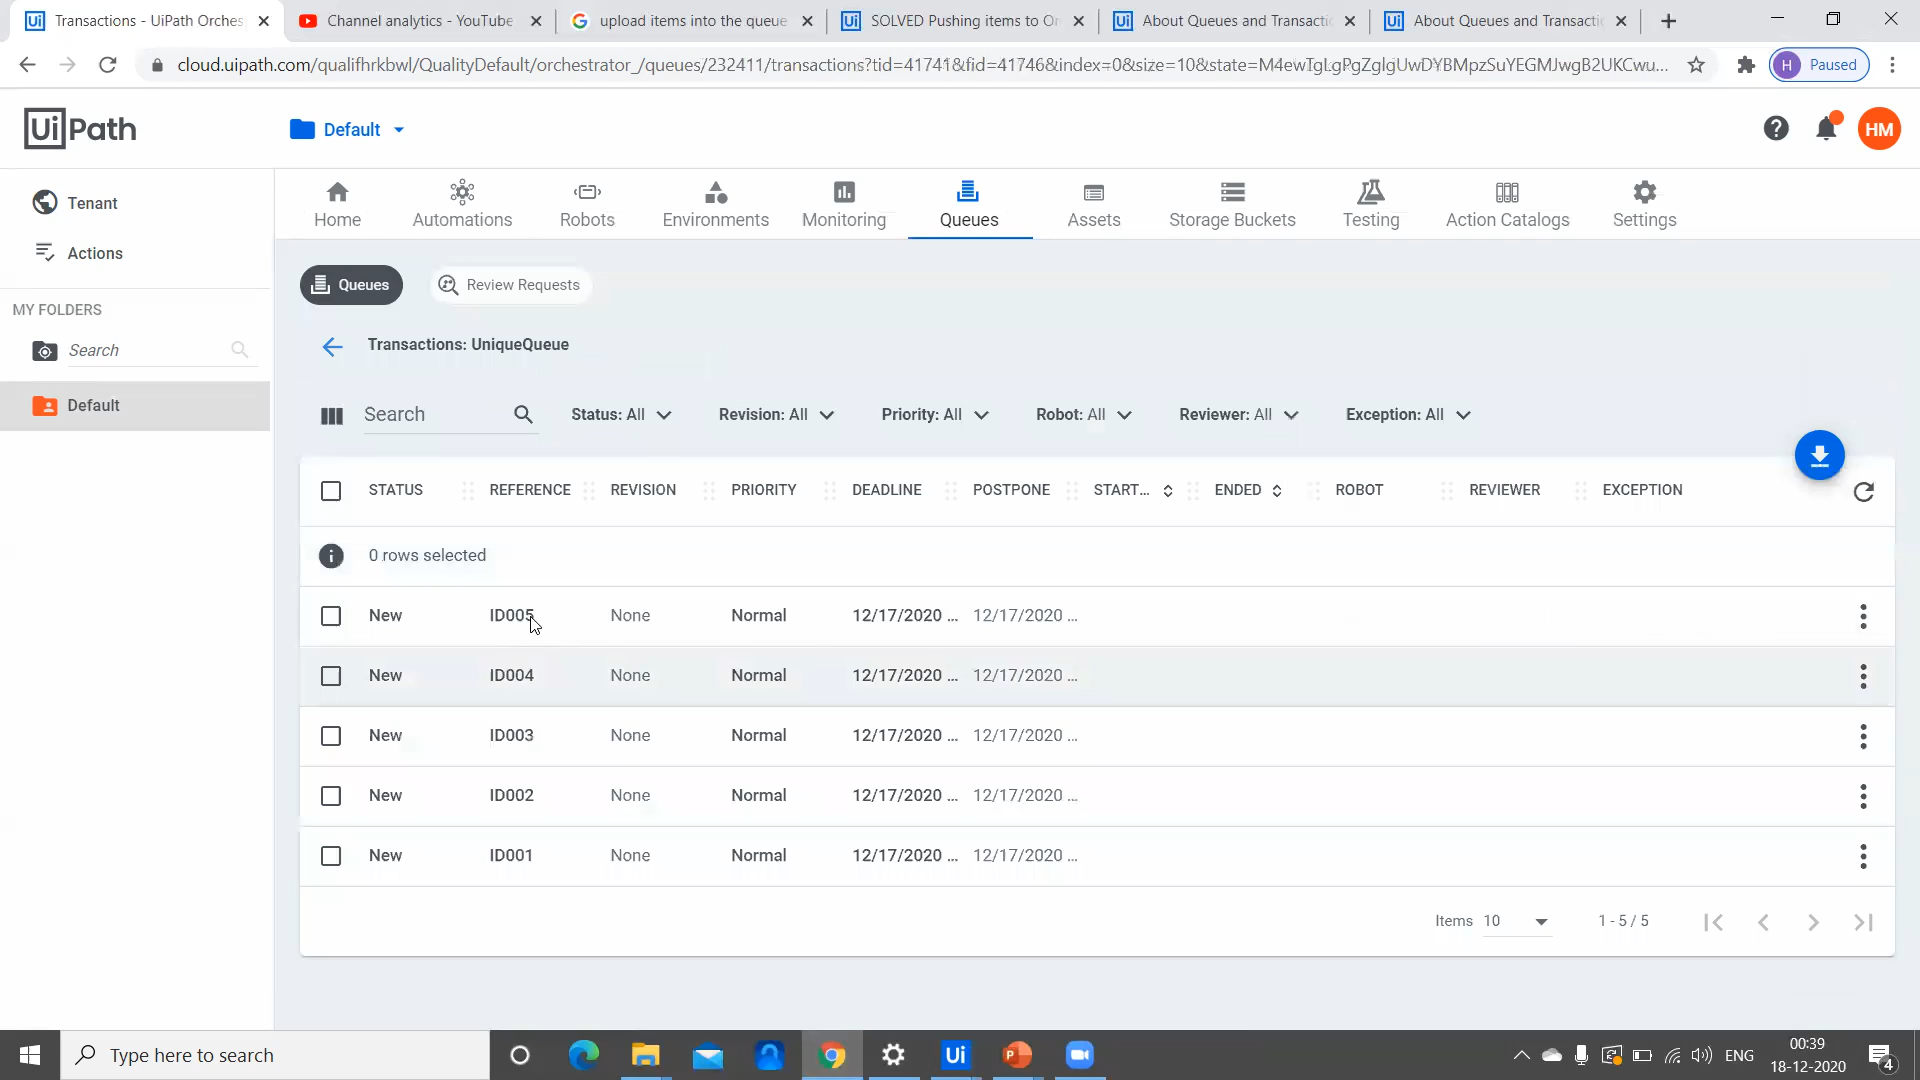 Transactions - UiPath Orches
Channel analytics - YouTube
upload items into the queue
SOLVED Pushing items to Or
About Queues and Transactio
About Queues and Transactio
cloud.uipath.com/qualifhrkbwl/QualityDefault/orchestrator_/queues/232411/transactions?tid=41741&fid=41746&index=0&size=10&state=M4ewTgLgPgZglgUwDYBMpzSuYEGMJwgB2UKCwu...
H Paused
UiPath
Default
HM
Tenant
Actions
MY FOLDERS
Search
Default
Home Automations Robots Environments Monitoring Queues Assets Storage Buckets Testing Action Catalogs Settings
Queues Review Requests
Transactions: UniqueQueue
Search Status: All Revision: All Priority: All Robot: All Reviewer: All Exception: All
STATUS REFERENCE REVISION PRIORITY DEADLINE POSTPONE START... ENDED ROBOT REVIEWER EXCEPTION
0 rows selected
New ID005 None Normal 12/17/2020 ... 12/17/2020 ...
New ID004 None Normal 12/17/2020 ... 12/17/2020 ...
New ID003 None Normal 12/17/2020 ... 12/17/2020 ...
New ID002 None Normal 12/17/2020 ... 12/17/2020 ...
New ID001 None Normal 12/17/2020 ... 12/17/2020 ...
Items 10 1 - 5 / 5
Type here to search
Ui
P
ENG
00:39
18-12-2020
4